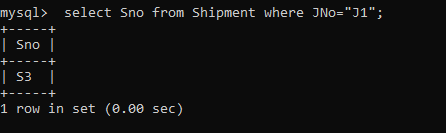 mysql>  select Sno from Shipment where JNo="J1";
+-----+
| Sno |
+-----+
| S3  |
+-----+
1 row in set (0.00 sec)